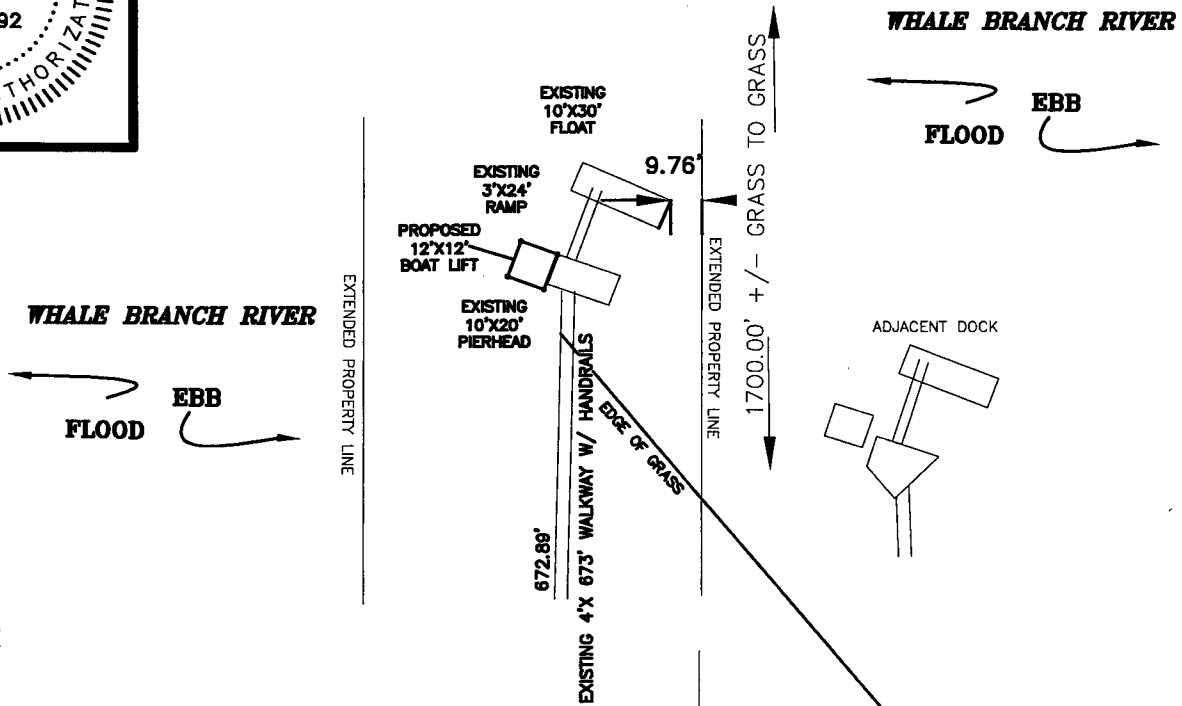 92
THORIZAT
WHALE BRANCH RIVER
EBB
FLOOD
EXISTING
10'X30'
FLOAT
9.76'
EXISTING
3'X24'
RAMP
PROPOSED
12'X12'
BOAT LIFT
EXISTING
10'X20'
PIERHEAD
1700.00' +/- GRASS TO GRASS
EXTENDED PROPERTY LINE
EXTENDED PROPERTY LINE
WHALE BRANCH RIVER
EBB
FLOOD
ADJACENT DOCK
EDGE OF GRASS
672.89'
EXISTING 4'X 673' WALKWAY W/ HANDRAILS